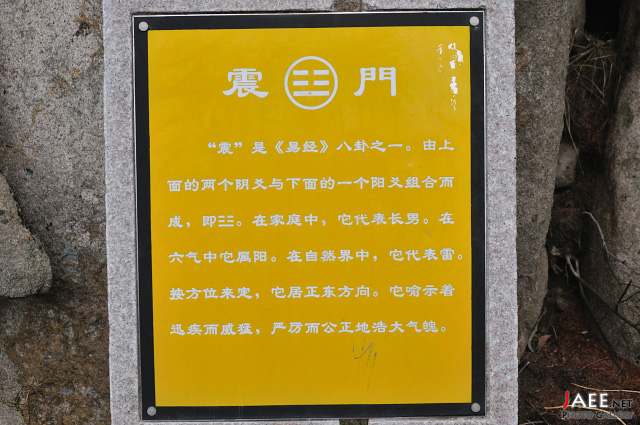 震 ☳ 門
“震”是《易经》八卦之一。由上
面的两个阴爻与下面的一个阳爻组合而
成，即☳。在家庭中，它代表长男。在
六气中它属阳。在自然界中，它代表雷。
按方位来定，它居正东方向。它喻示着
迅疾而威猛，严厉而公正地浩大气魄。
JAEE.NET
PHOTO GALLERY